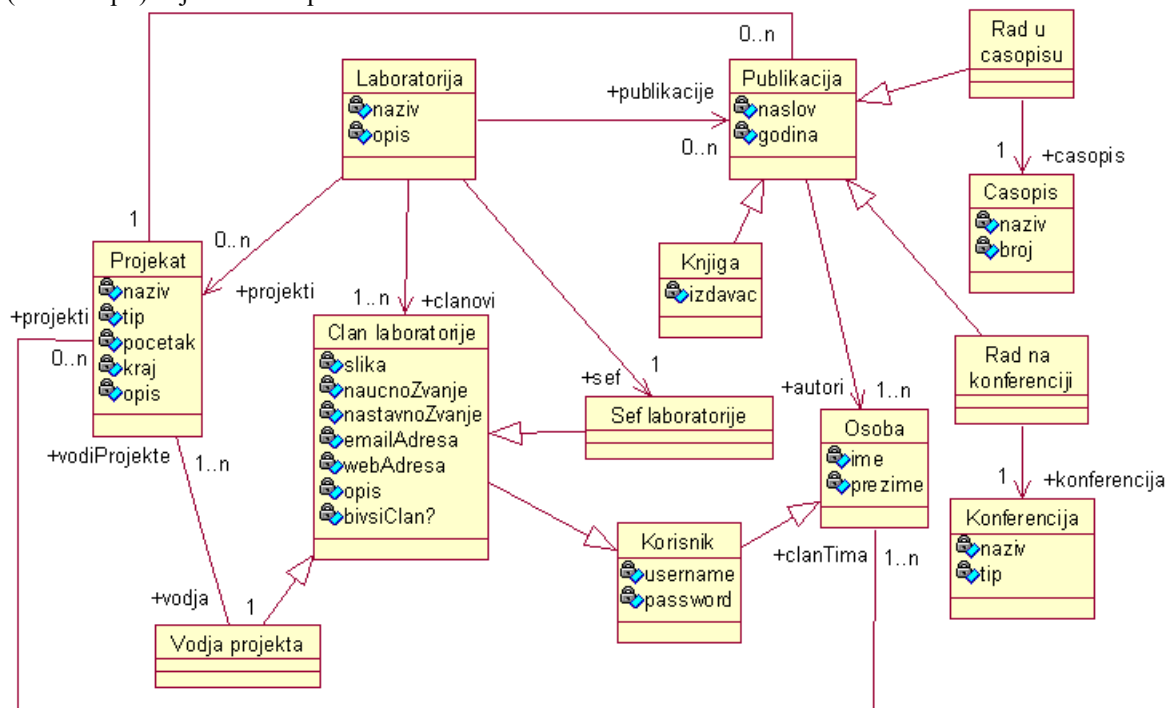 0..n
Rad u
casopisu
Laboratorija
naziv
opis
+publikacije
0..n
Publikacija
naslov
godina
1
+casopis
Casopis
naziv
broj
1
0..n
+projekti
Projekat
naziv
tip
pocetak
kraj
opis
+projekti
0..n
1..n
+clanovi
Clan laboratorije
slika
naucnoZvanje
nastavnoZvanje
emailAdresa
webAdresa
opis
bivsiClan?
Knjiga
izdavac
1
+sef
Sef laboratorije
+autori
1..n
Rad na
konferenciji
Osoba
ime
prezime
+vodiProjekte
1..n
1
+konferencija
Konferencija
naziv
tip
Korisnik
username
password
+clanTima
1..n
+vodja
1
Vodja projekta